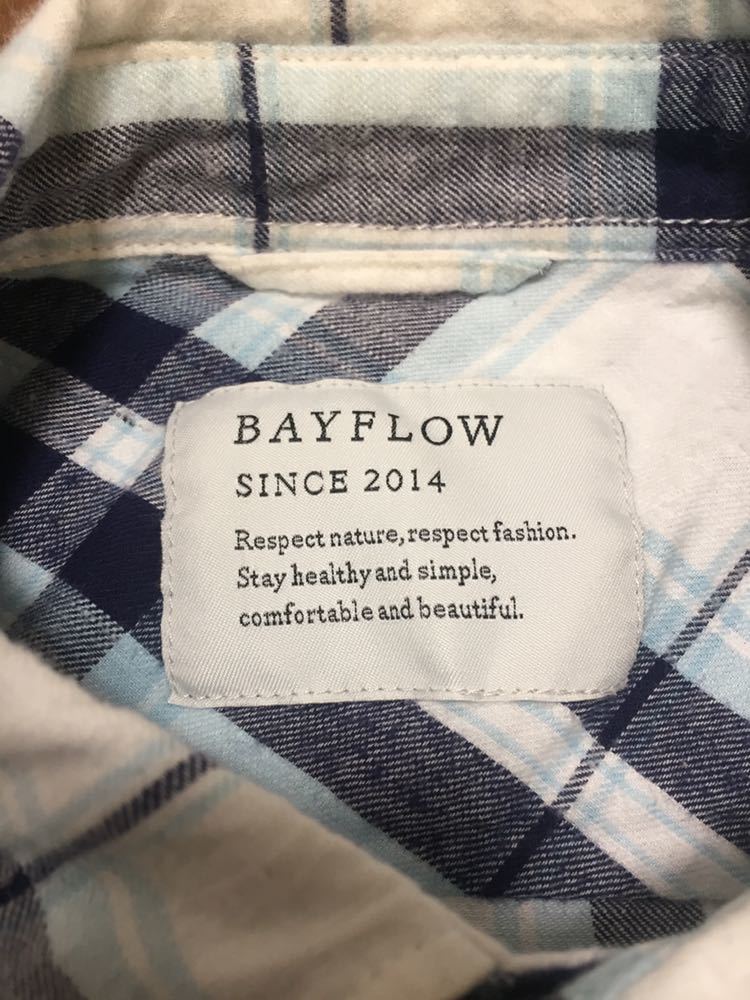 BAYFLOW
SINCE 2014
Respect nature, respect fashion.
Stay healthy and simple,
comfortable and beautiful.